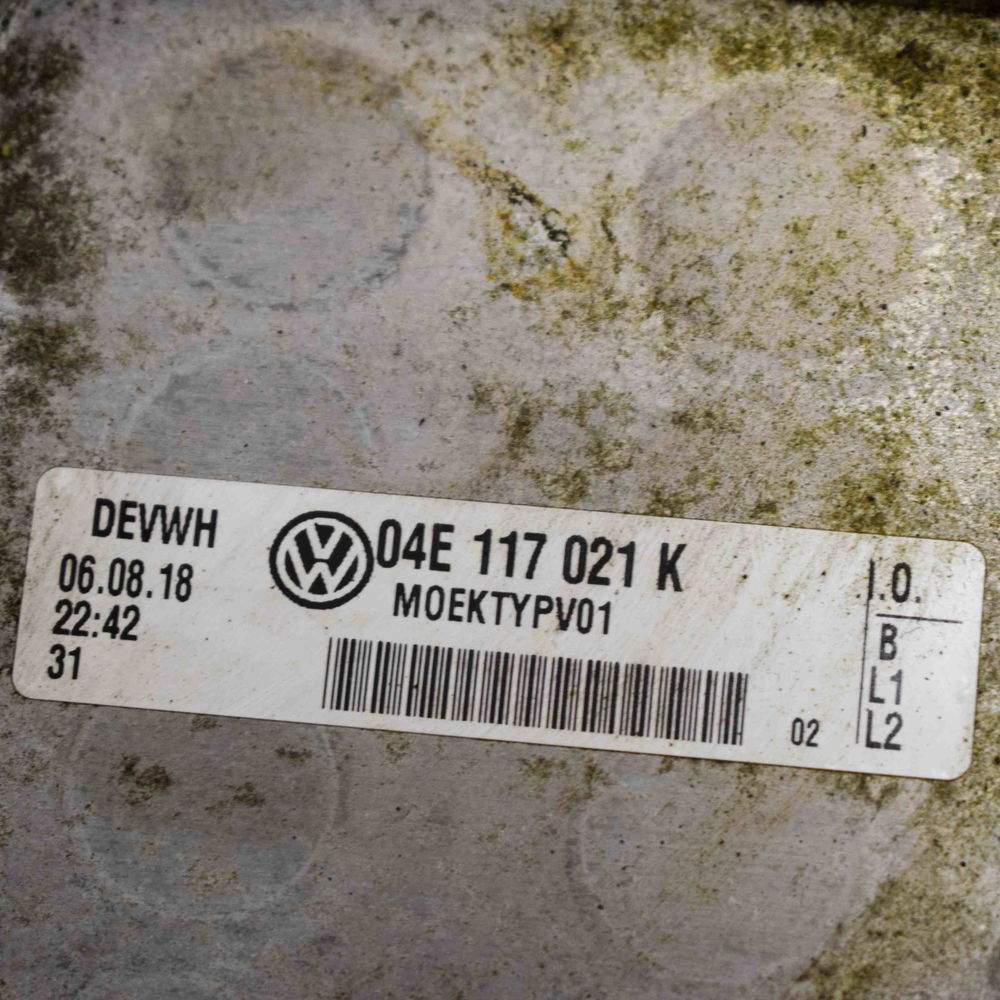 DEVWH
06.08.18
22:42
31
04E 117 021 K
MOEKTYPV01
02
I.O.
B
L1
L2